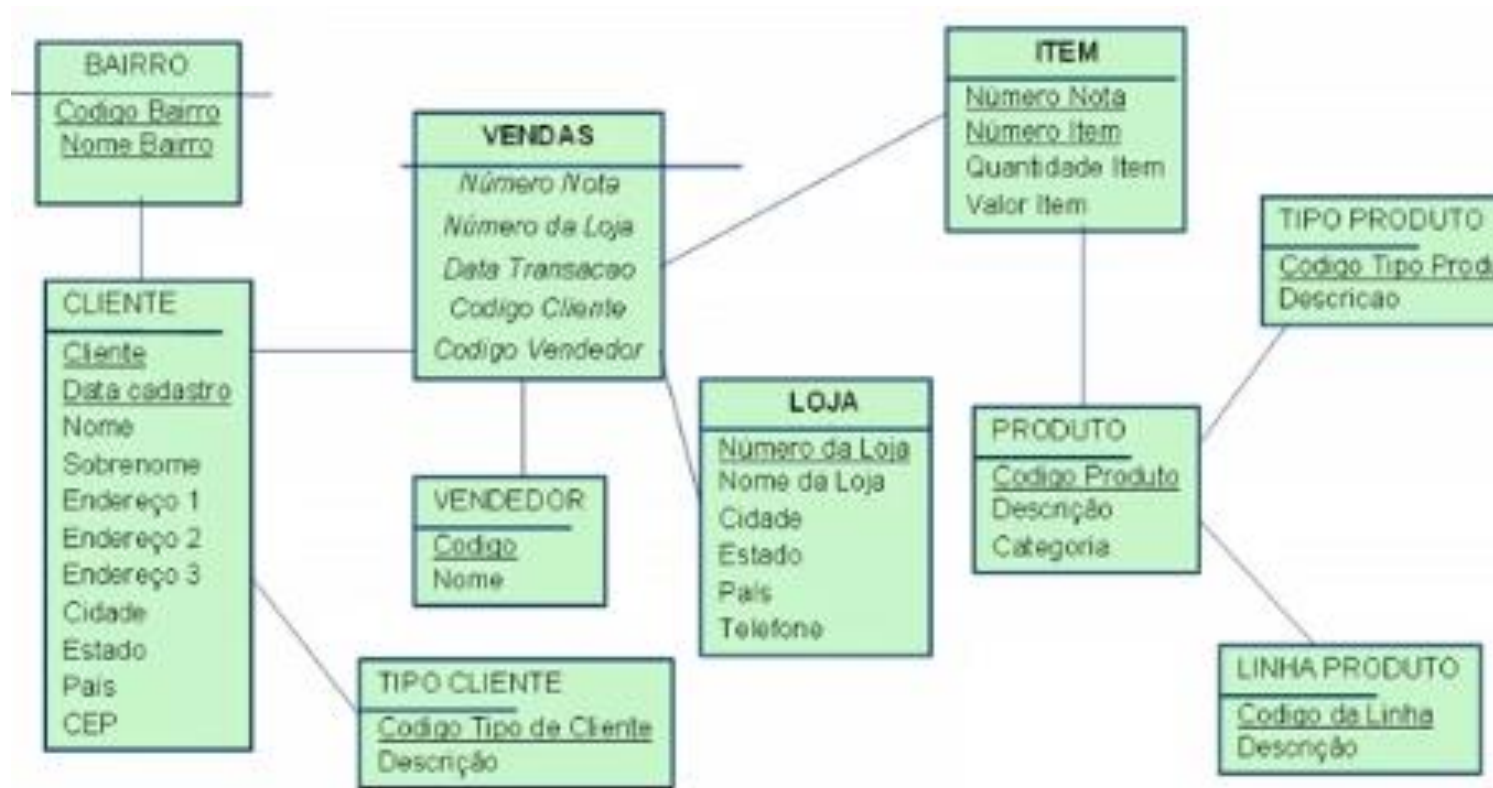 BAIRRO
Codigo Bairro
Nome Bairro
VENDAS
Número Nota
Número da Loja
Data Transacao
Codigo Cliente
Codigo Vendedor
ITEM
Número Nota
Número Item
Quantidade Item
Valor Item
TIPO PRODUTO
Codigo Tipo Produ
Descricao
CLIENTE
Cliente
Data cadastro
Nome
Sobrenome
Endereço 1
Endereço 2
Endereço 3
Cidade
Estado
Pais
CEP
VENDEDOR
Codigo
Nome
LOJA
Número da Loja
Nome da Loja
Cidade
Estado
País
Telefone
PRODUTO
Codigo Produto
Descrição
Categoria
TIPO CLIENTE
Codigo Tipo de Cliente
Descrição
LINHA PRODUTO
Codigo da Linha
Descrição